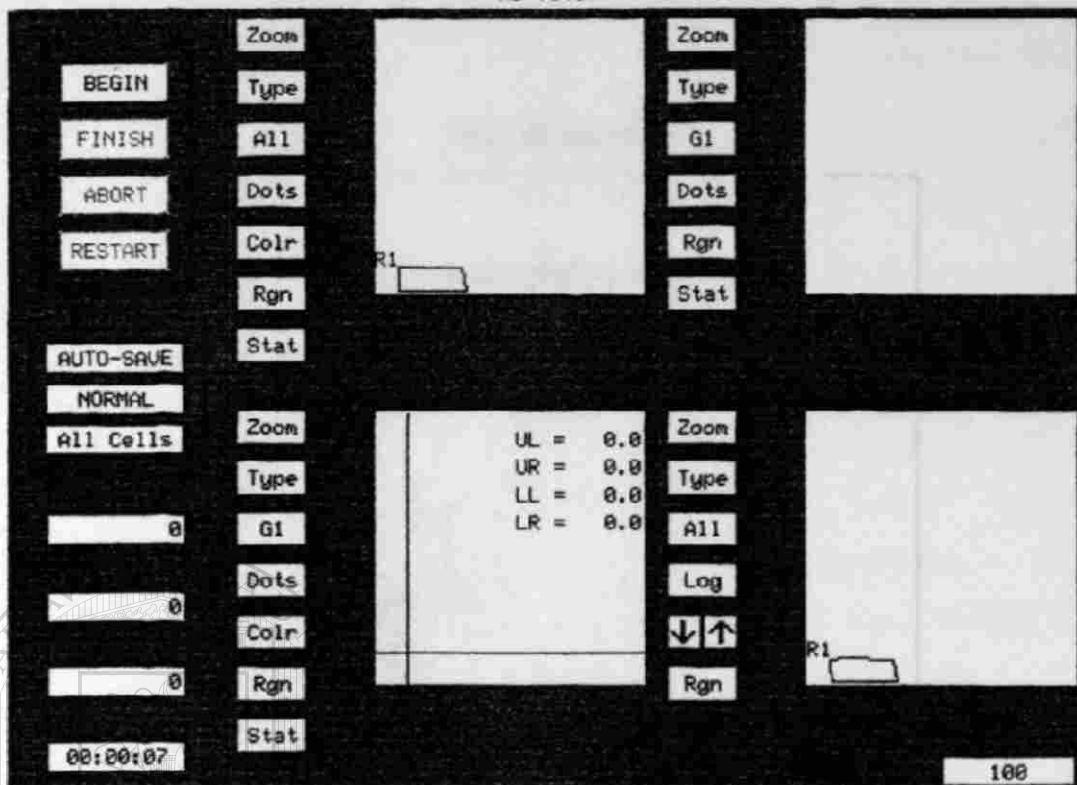 BEGIN
FINISH
ABORT
RESTART
AUTO-SAVE
NORMAL
All Cells
0
0
0
00:00:07
Zoom
Type
All
Dots
Colr
Rgn
Stat
R1
Zoom
Type
G1
Dots
Rgn
Stat
Zoom
Type
G1
Dots
Colr
Rgn
Stat
UL = 0.0
UR = 0.0
LL = 0.0
LR = 0.0
Zoom
Type
All
Log
↓↑
Rgn
R1
100